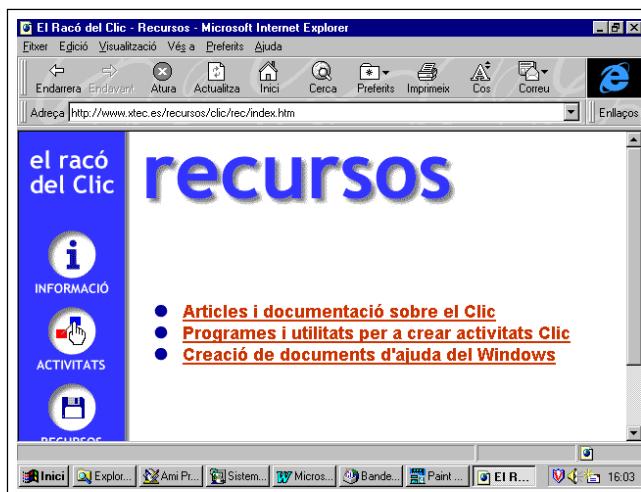 El Racó del Clic - Recursos - Microsoft Internet Explorer
Fitxer Edició Visualització Vés a Preferits Ajuda
Endarrera Endavant Atura Actualitza Inici Cerca Preferits Imprimeix Cos Correu
Adreça http://www.xtec.es/recursos/clic/rec/index.htm Enllaços
el racó
del Clic
recursos
INFORMACIÓ
Articles i documentació sobre el Clic
Programes i utilitats per a crear activitats Clic
Creació de documents d'ajuda del Windows
ACTIVITATS
RECURSOS
Inici Explor... Ami Pr... Sistem... Micros... Bande... Paint ... El R... 16:03